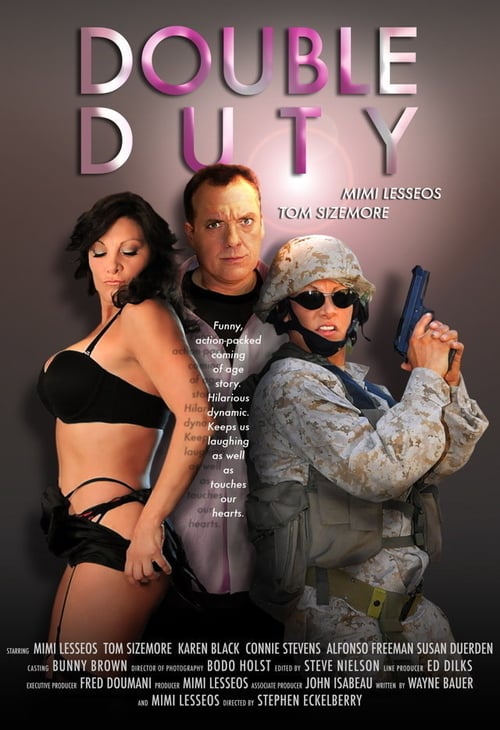 DOUBLE
DUTY
MIMI LESSEOS
TOM SIZEMORE
Funny,
action-packed
coming
of age
story.
Hilarious
dynamic.
Keeps us
laughing
as well
as
touches
our
hearts.
STARRING MIMI LESSEOS TOM SIZEMORE KAREN BLACK CONNIE STEVENS ALFONSO FREEMAN SUSAN DUERDEN
CASTING BUNNY BROWN DIRECTOR OF PHOTOGRAPHY BODO HOLST EDITED BY STEVE NIELSON LINE PRODUCER ED DILKS
EXECUTIVE PRODUCER FRED DOUMANI PRODUCER MIMI LESSEOS ASSOCIATE PRODUCER JOHN ISABEAU WRITTEN BY WAYNE BAUER
AND MIMI LESSEOS DIRECTED BY STEPHEN ECKELBERRY